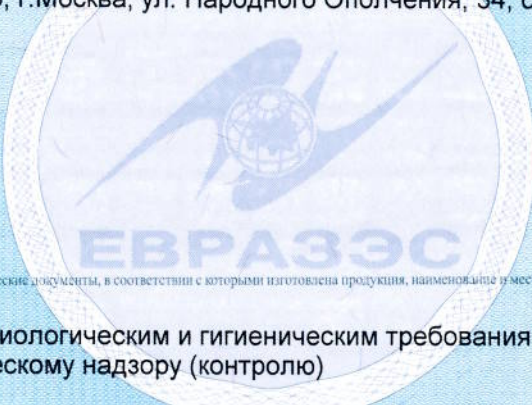 г.Москва, ул. Народного Ополчения, 34, с
ЕВРАЗЭС
документы, в соответствии с которыми изготовлена продукция, наименование и мес
иологическим и гигиеническим требования
ескому надзору (контролю)